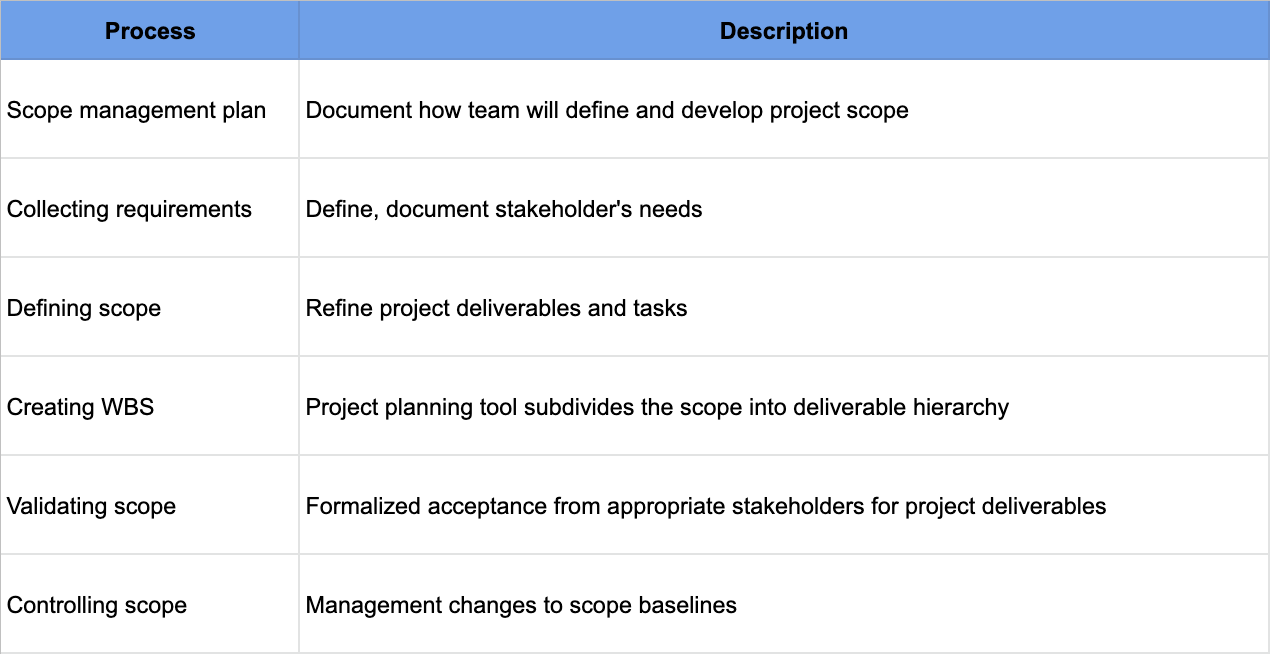 Process Description
Scope management plan Document how team will define and develop project scope
Collecting requirements Define, document stakeholder's needs
Defining scope Refine project deliverables and tasks
Creating WBS Project planning tool subdivides the scope into deliverable hierarchy
Validating scope Formalized acceptance from appropriate stakeholders for project deliverables
Controlling scope Management changes to scope baselines